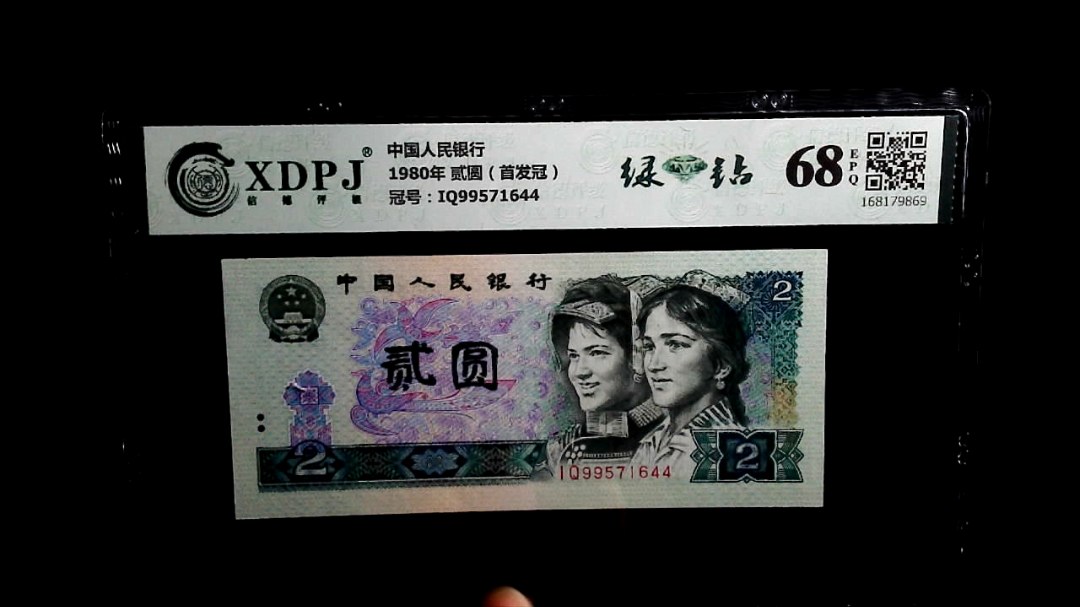 XDPJ®
信德评级
中国人民银行
1980年 贰圆（首发冠）
冠号：IQ99571644
绿钻
68
EPQ
168179869
中国人民银行
2
贰圆
2
2
IQ99571644